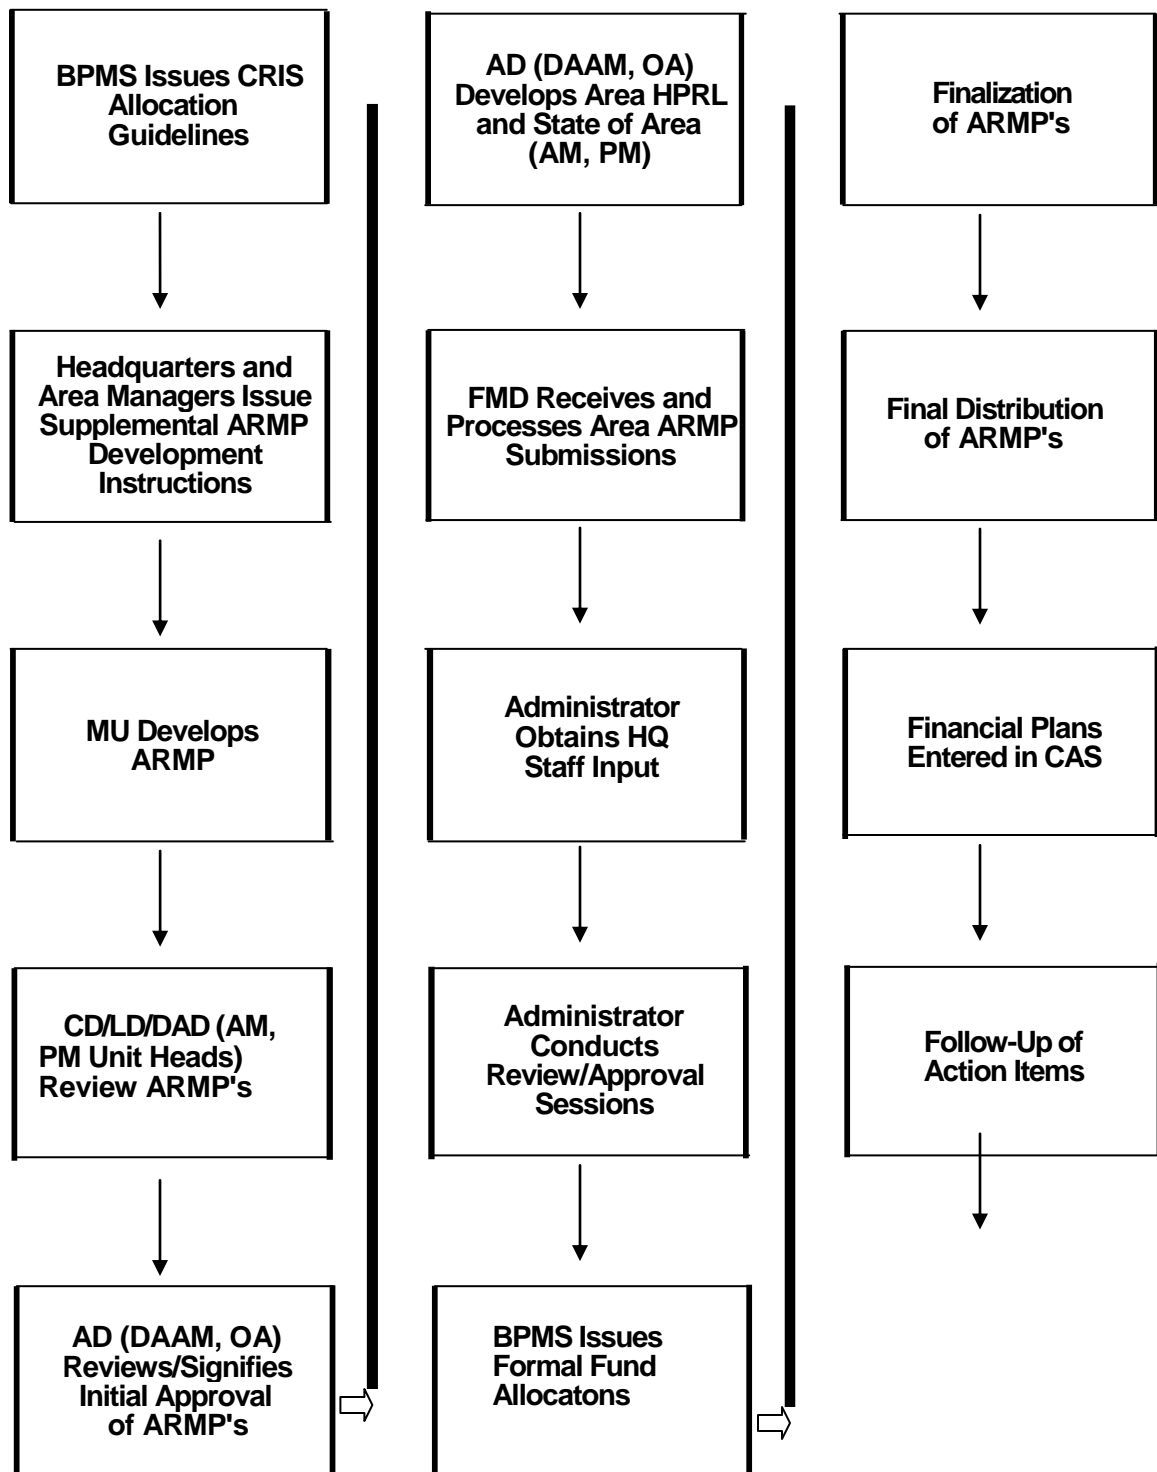 BPMS Issues CRIS
Allocation
Guidelines
Headquarters and
Area Managers Issue
Supplemental ARMP
Development
Instructions
MU Develops
ARMP
CD/LD/DAD (AM,
PM Unit Heads)
Review ARMP's
AD (DAAM, OA)
Reviews/Signifies
Initial Approval
of ARMP's
AD (DAAM, OA)
Develops Area HPRL
and State of Area
(AM, PM)
FMD Receives and
Processes Area ARMP
Submissions
Administrator
Obtains HQ
Staff Input
Administrator
Conducts
Review/Approval
Sessions
BPMS Issues
Formal Fund
Allocatons
Finalization
of ARMP's
Final Distribution
of ARMP's
Financial Plans
Entered in CAS
Follow-Up of
Action Items